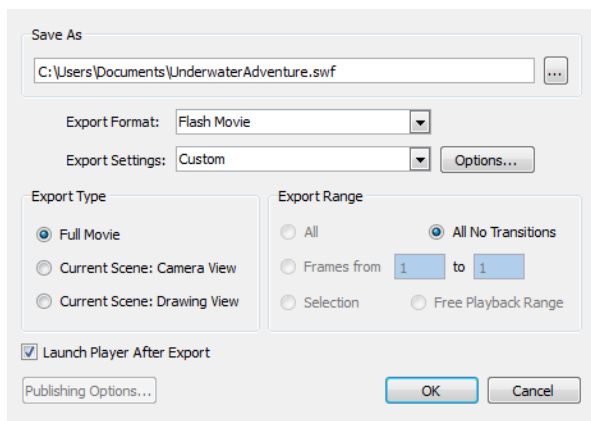 Save As
C:\Users\Documents\UnderwaterAdventure.swf ...
Export Format: Flash Movie
Export Settings: Custom Options...
Export Type
Full Movie
Current Scene: Camera View
Current Scene: Drawing View
Export Range
All All No Transitions
Frames from 1 to 1
Selection Free Playback Range
Launch Player After Export
Publishing Options... OK Cancel